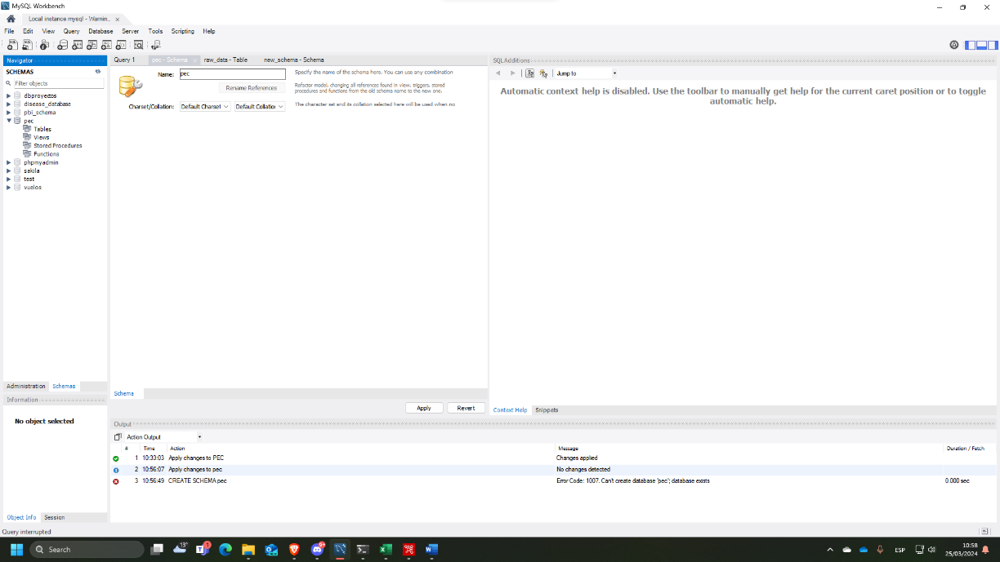 MySQL Workbench
Local instance mysql - Warnin...
File Edit View Query Database Server Tools Scripting Help
Navigator
SCHEMAS
Filter objects
dbproyectos
disease_database
pbi_schema
pec
Tables
Views
Stored Procedures
Functions
phpmyadmin
sakila
test
vuelos
Administration Schemas
Information
No object selected
Object Info Session
Query 1 pec - Schema raw_data - Table new_schema - Schema
Name: pec
Specify the name of the schema here. You can use any combination
Rename References
Refactor model, changing all references found in view, triggers, stored
procedures and functions from the old schema name to the new one.
Charset/Collation: Default Charset Default Collation
The character set and its collation selected here will be used when no
Schema
Apply Revert
SQLAdditions
Jump to
Automatic context help is disabled. Use the toolbar to manually get help for the current caret position or to toggle
automatic help.
Context Help Snippets
Output
Action Output
# Time Action Message Duration / Fetch
1 10:33:03 Apply changes to PEC Changes applied
2 10:56:07 Apply changes to pec No changes detected
3 10:56:49 CREATE SCHEMA pec Error Code: 1007. Can't create database 'pec'; database exists 0.000 sec
Query interrupted
Search
13°
1
9+
ESP
10:58
25/03/2024